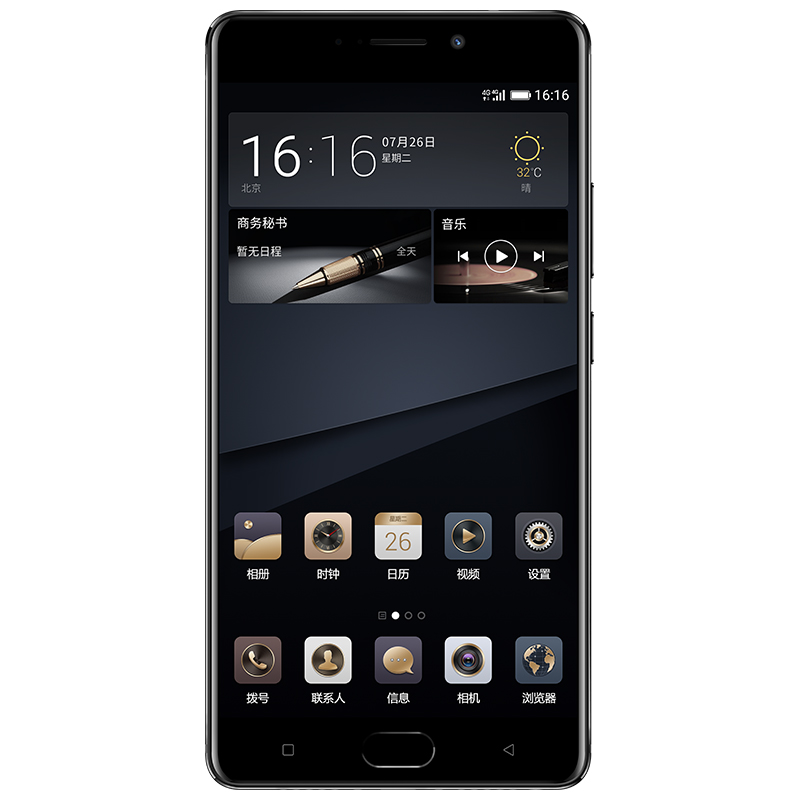 4G 4G 16:16
16:16 07月26日
星期二
北京
32°C
晴
商务秘书
暂无日程 全天
音乐
星期二
26
相册 时钟 日历 视频 设置
拨号 联系人 信息 相机 浏览器